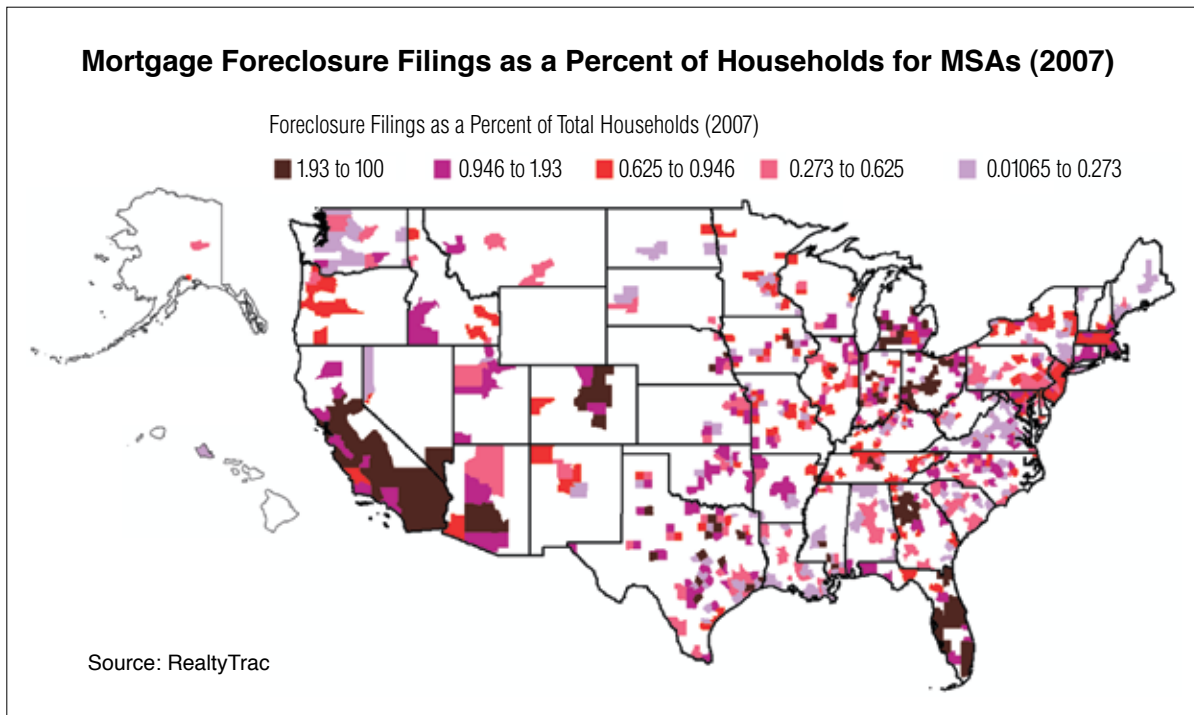 Mortgage Foreclosure Filings as a Percent of Households for MSAs (2007)
Foreclosure Filings as a Percent of Total Households (2007)
1.93 to 100 0.946 to 1.93 0.625 to 0.946 0.273 to 0.625 0.01065 to 0.273
Source: RealtyTrac